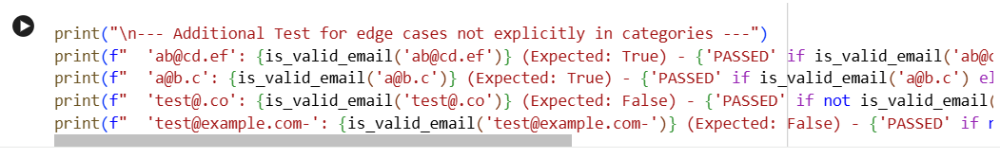 print("\n--- Additional Test for edge cases not explicitly in categories ---")
print(f"  'ab@cd.ef': {is_valid_email('ab@cd.ef')} (Expected: True) - {'PASSED' if is_valid_email('ab@c
print(f"  'a@b.c': {is_valid_email('a@b.c')} (Expected: True) - {'PASSED' if is_valid_email('a@b.c') el
print(f"  'test@.co': {is_valid_email('test@.co')} (Expected: False) - {'PASSED' if not is_valid_email(
print(f"  'test@example.com-': {is_valid_email('test@example.com-')} (Expected: False) - {'PASSED' if n